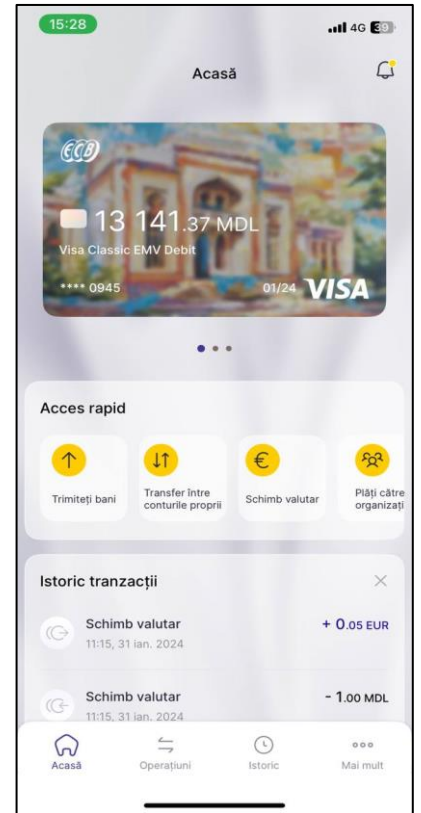 15:28
4G 39
Acasă
ECB
13 141.37 MDL
Visa Classic EMV Debit
**** 0945
01/24 VISA
Acces rapid
Trimiteți bani
Transfer între
conturile proprii
Schimb valutar
Plăți către
organizați
Istoric tranzacții
Schimb valutar
+ 0.05 EUR
11:15, 31 ian. 2024
Schimb valutar
- 1.00 MDL
11:15, 31 ian. 2024
Acasă
Operațiuni
Istoric
Mai mult